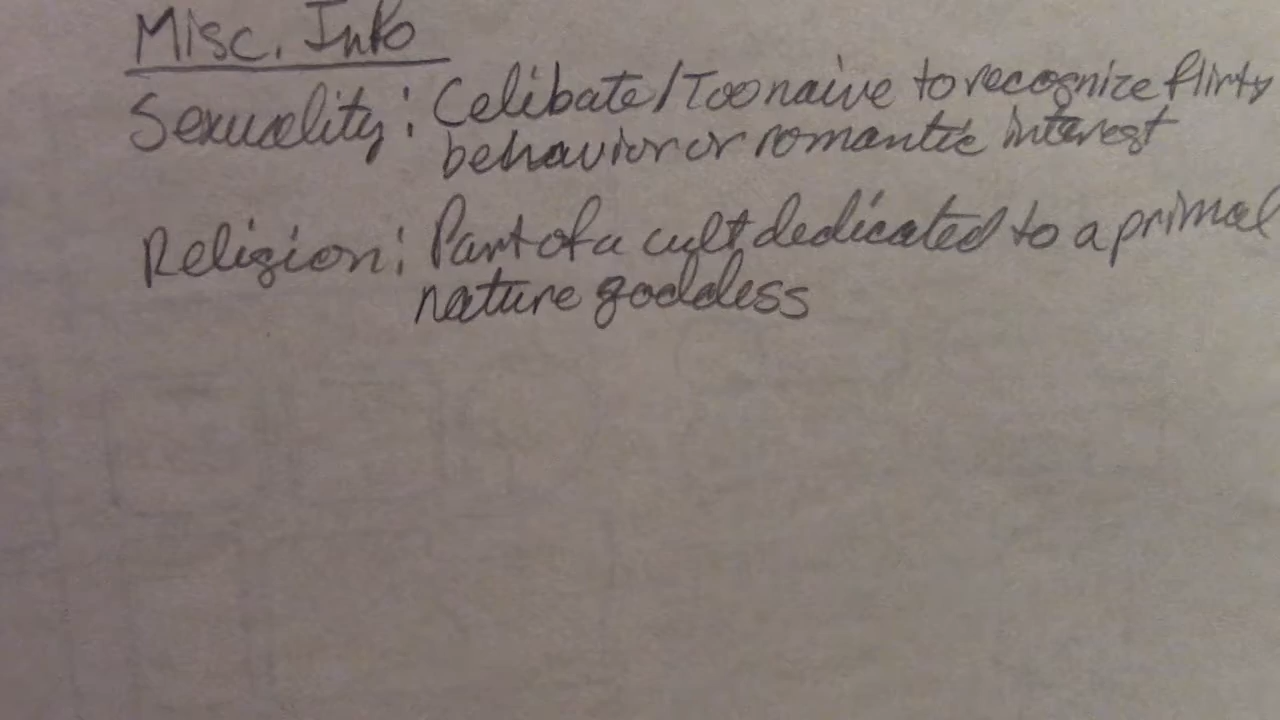 Misc. Info
Sexuality: Celibate/Too naive to recognize flirty
behavior or romantic interest
Religion: Part of a cult dedicated to a primal
nature goddess